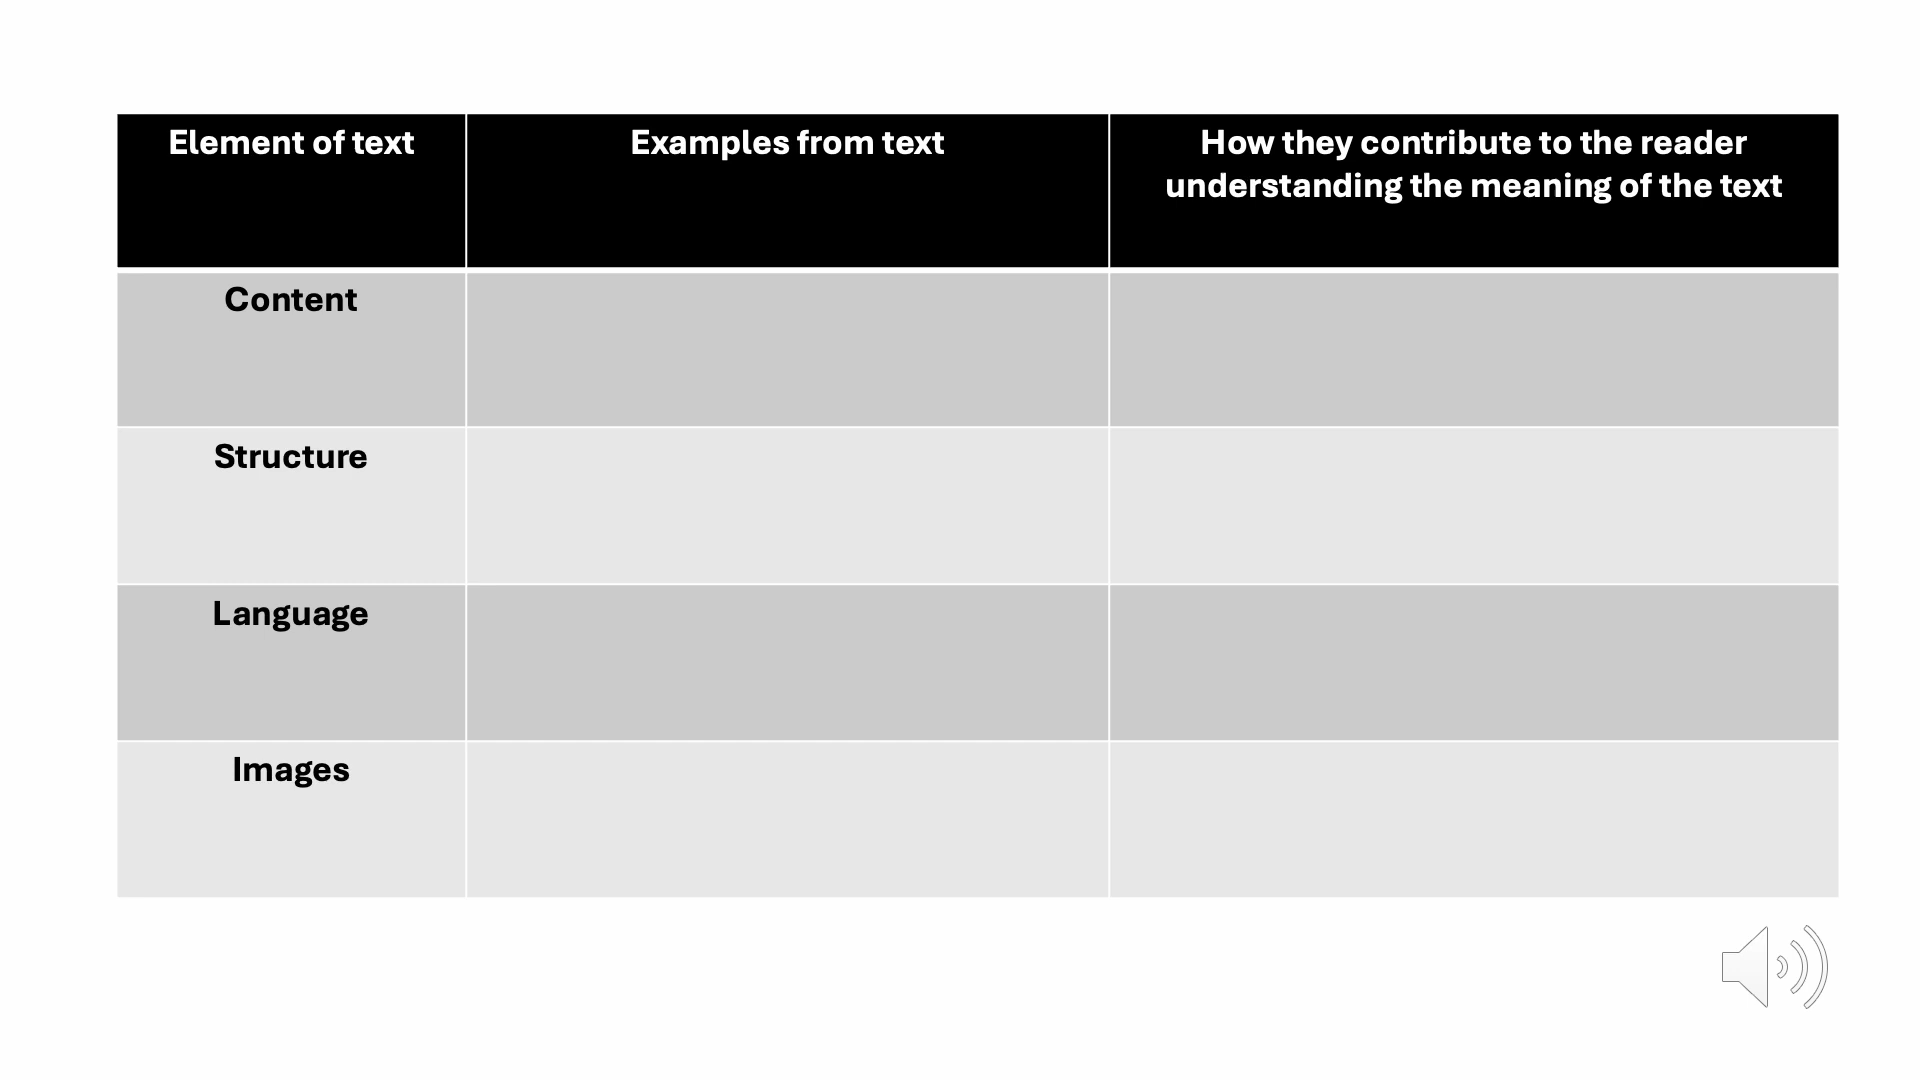 Element of text
Examples from text
How they contribute to the reader
understanding the meaning of the text
Content
Structure
Language
Images